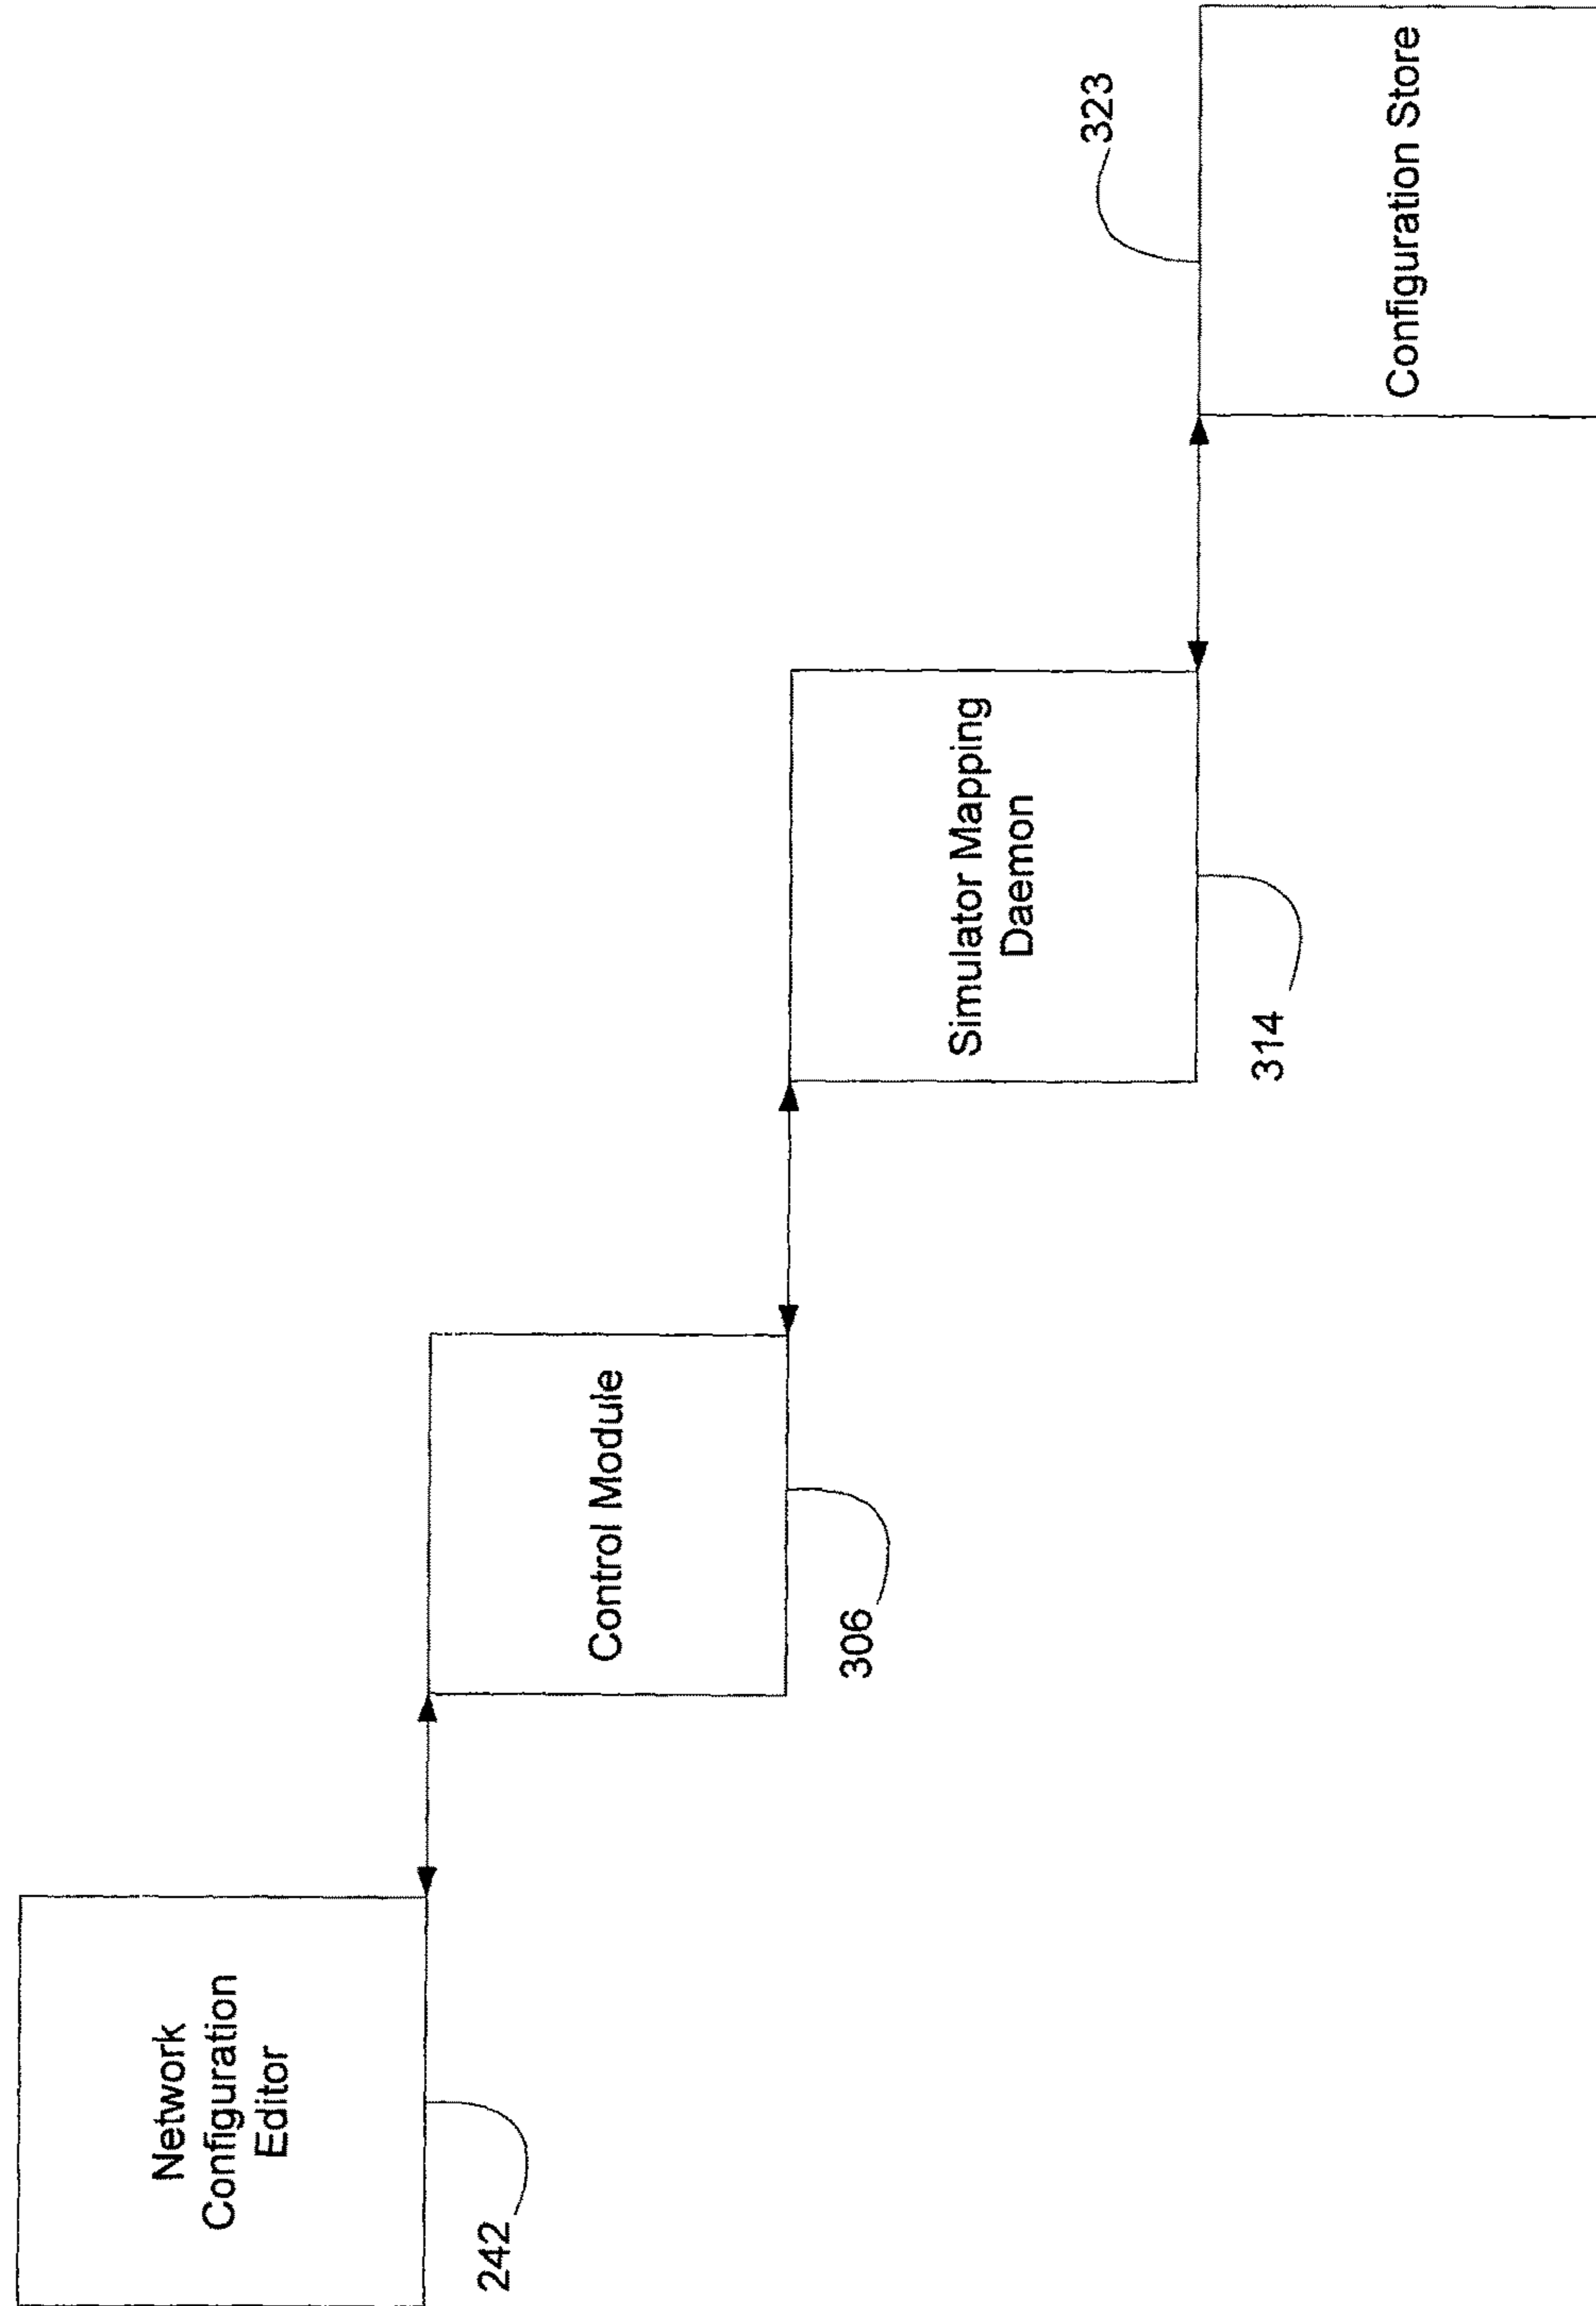 Network
Configuration
Editor
242
Control Module
306
Simulator Mapping
Daemon
314
323
Configuration Store